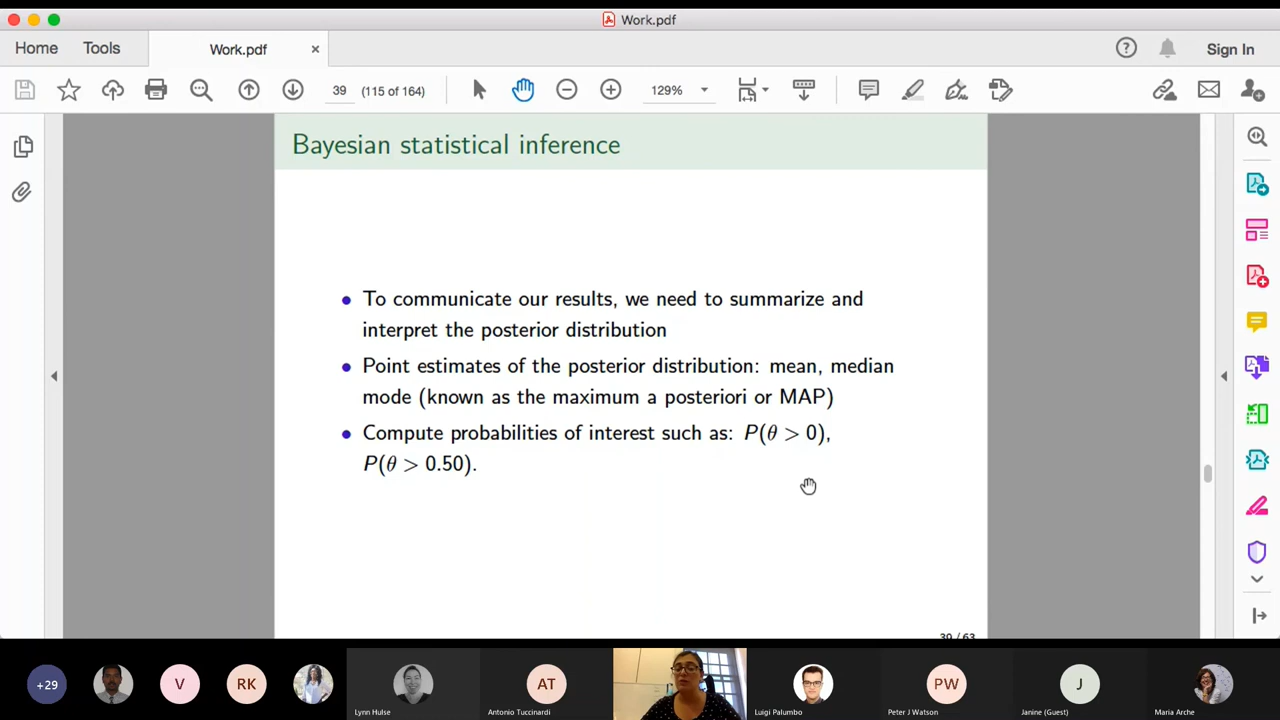 Work.pdf
Home
Tools
Work.pdf
×
?
Sign In
39
(115 of 164)
129%
Bayesian statistical inference
• To communicate our results, we need to summarize and
interpret the posterior distribution
• Point estimates of the posterior distribution: mean, median
mode (known as the maximum a posteriori or MAP)
• Compute probabilities of interest such as: P(θ > 0),
P(θ > 0.50).
39 / 63
+29
V
RK
AT
PW
J
Lynn Hulse
Antonio Tuccinardi
Luigi Palumbo
Peter J Watson
Janine (Guest)
Maria Arche